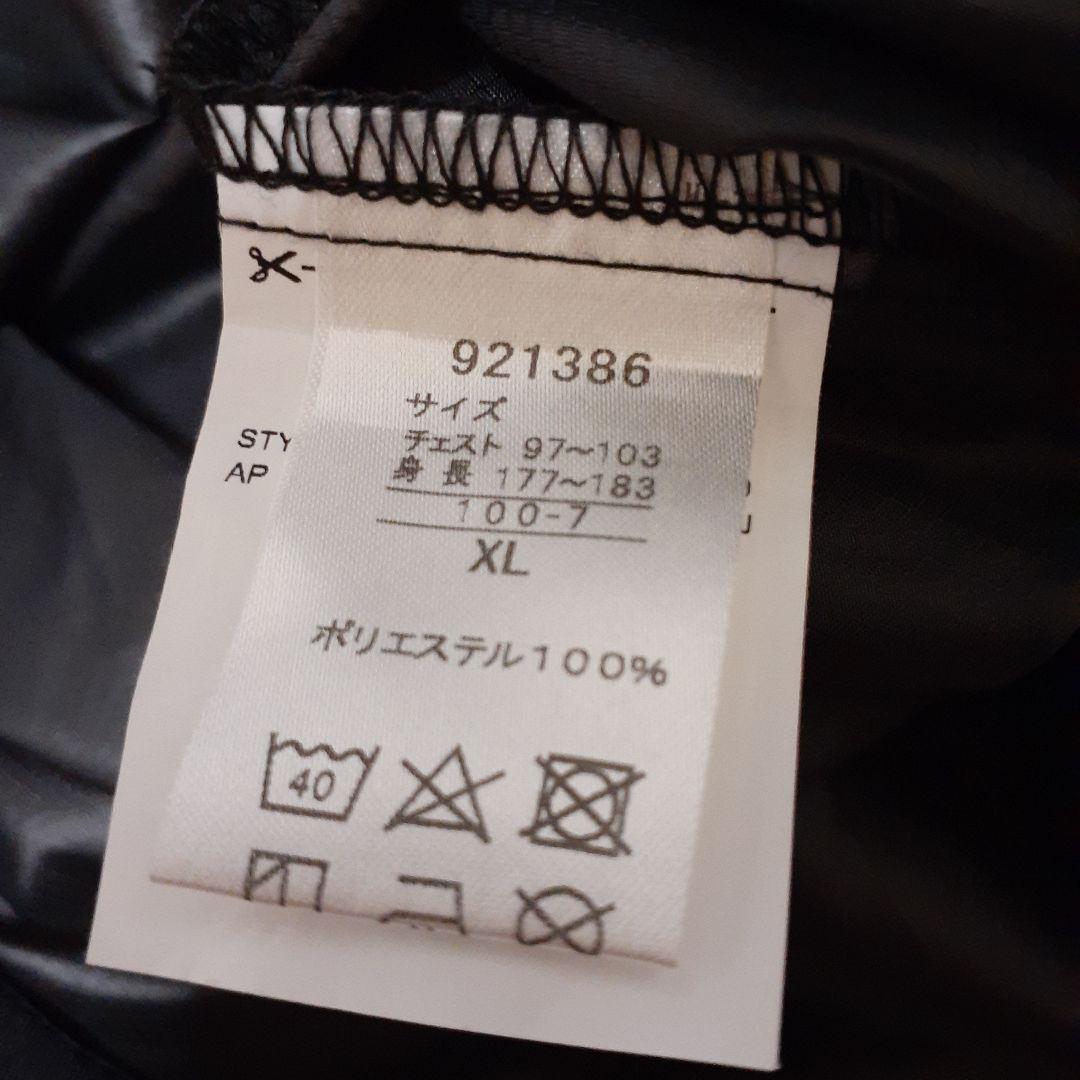 921386
サイズ
チェスト 97～103
身長 177～183
100-7
XL
ポリエステル100%
40
STY
AP